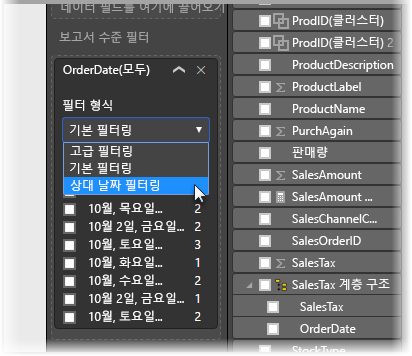 데이터 필드를 여기에 끌어오기
보고서 수준 필터
OrderDate(모두)
필터 형식
기본 필터링
고급 필터링
기본 필터링
상대 날짜 필터링
10월, 목요일... 2
10월 2일, 금요일... 2
10월, 토요일... 3
10월, 화요일... 1
10월, 수요일... 2
10월 2일, 금요일... 1
10월, 토요일... 2
ProdID(클러스터)
ProdID(클러스터) 2
ProductDescription
ProductLabel
ProductName
PurchAgain
판매량
SalesAmount
SalesAmount ...
SalesChannelC...
SalesOrderID
SalesTax
SalesTax 계층 구조
SalesTax
OrderDate
StockType